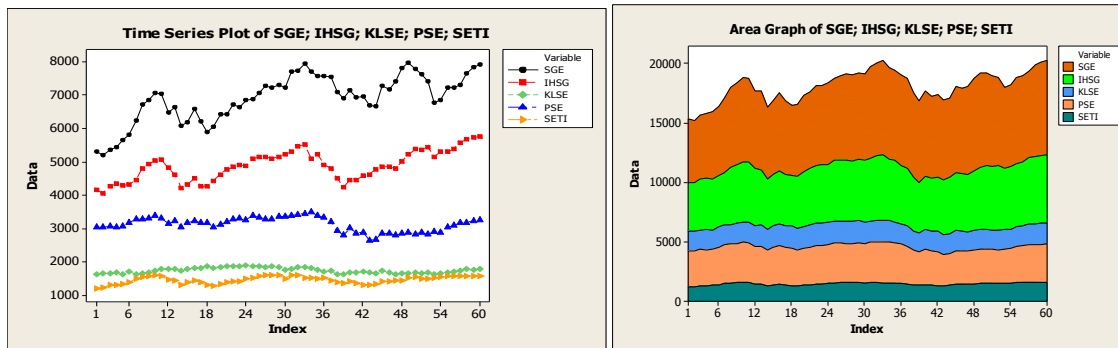 Time Series Plot of SGE; IHSG; KLSE; PSE; SETI
8000
7000
6000
5000
4000
3000
2000
1000
Data
1 6 12 18 24 30 36 42 48 54 60
Index
Variable
SGE
IHSG
KLSE
PSE
SETI
Area Graph of SGE; IHSG; KLSE; PSE; SETI
20000
15000
10000
5000
0
Data
1 6 12 18 24 30 36 42 48 54 60
Index
Variable
SGE
IHSG
KLSE
PSE
SETI